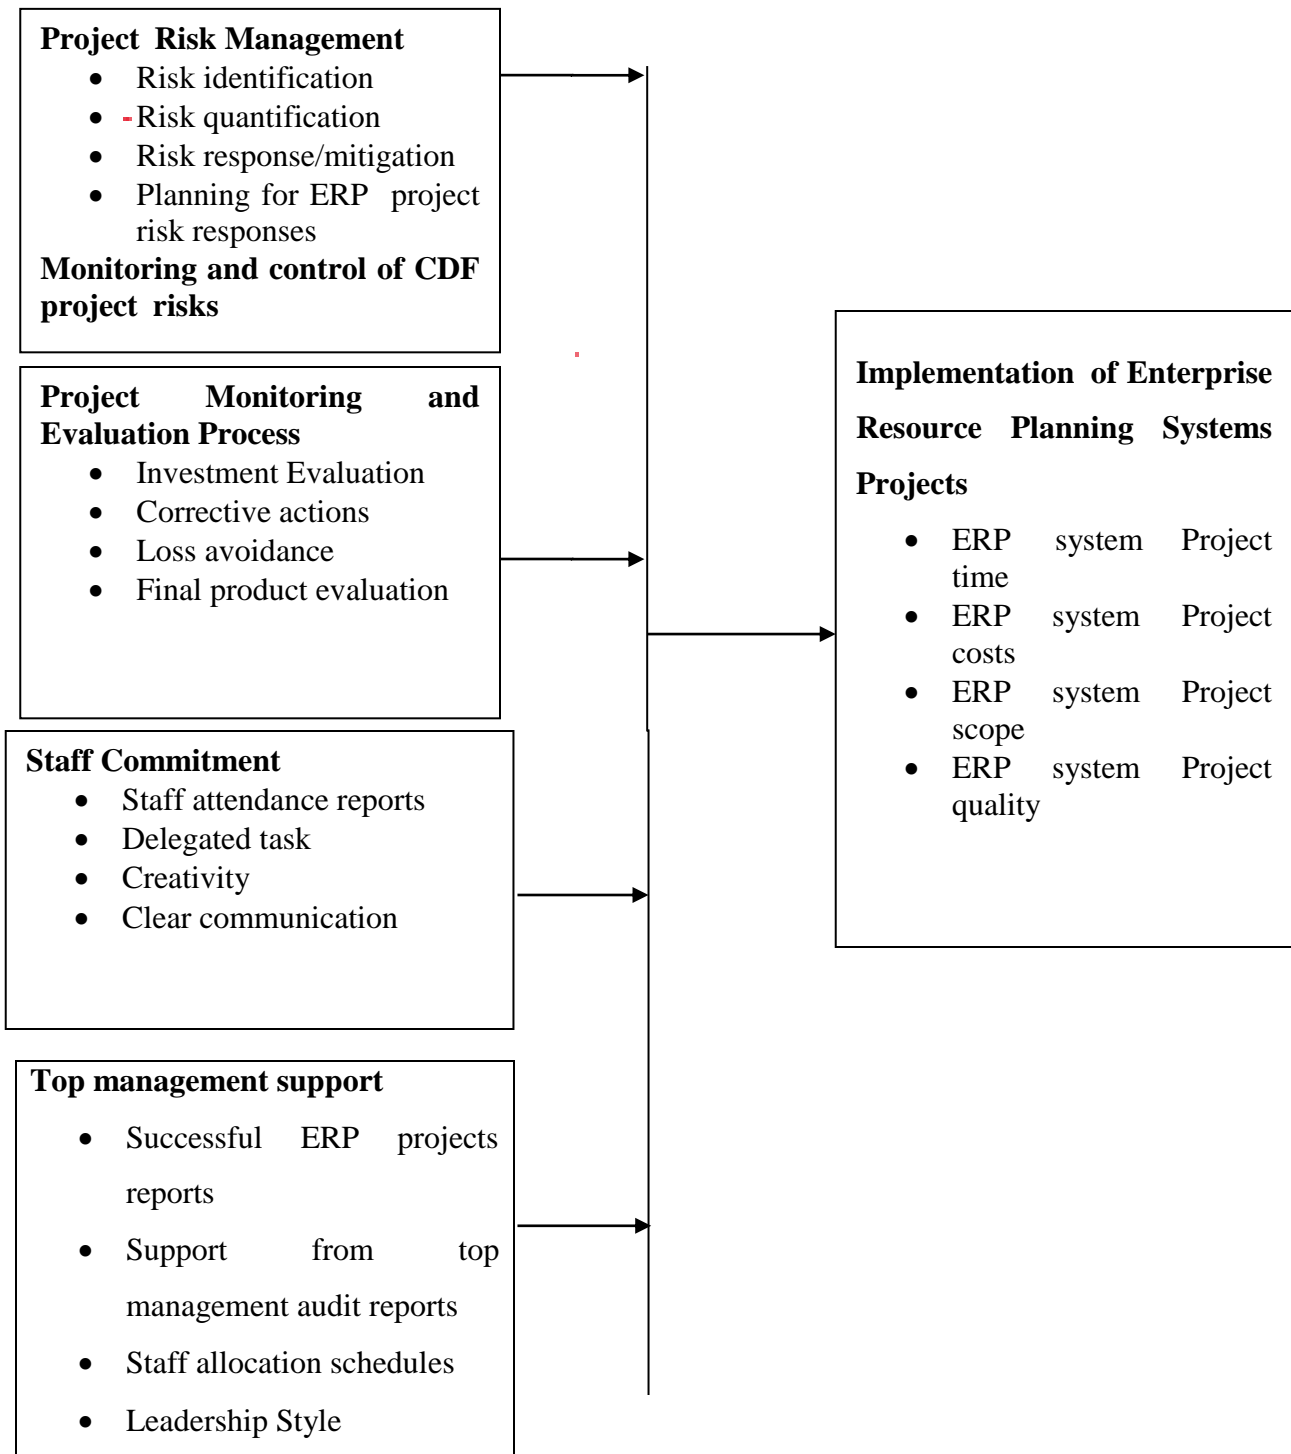 Project Risk Management
• Risk identification
• Risk quantification
• Risk response/mitigation
• Planning for ERP project
risk responses
Monitoring and control of CDF
project risks
Project Monitoring and
Evaluation Process
• Investment Evaluation
• Corrective actions
• Loss avoidance
• Final product evaluation
Staff Commitment
• Staff attendance reports
• Delegated task
• Creativity
• Clear communication
Top management support
• Successful ERP projects
reports
• Support from top
management audit reports
• Staff allocation schedules
• Leadership Style
Implementation of Enterprise
Resource Planning Systems
Projects
• ERP system Project
time
• ERP system Project
costs
• ERP system Project
scope
• ERP system Project
quality